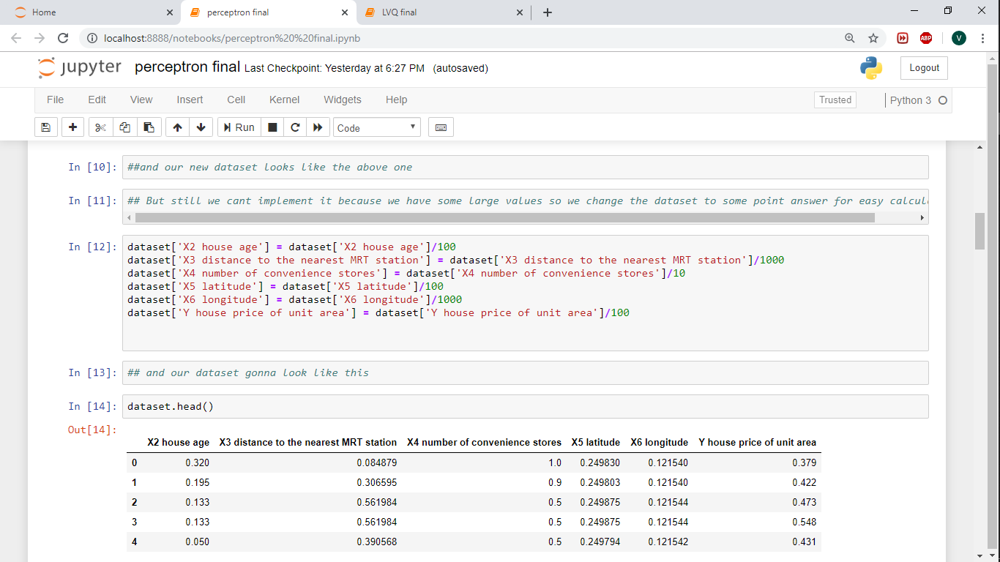 Home
perceptron final
LVQ final
localhost:8888/notebooks/perceptron%20%20final.ipynb
ABP
V
jupyter perceptron final Last Checkpoint: Yesterday at 6:27 PM (autosaved)
Logout
File Edit View Insert Cell Kernel Widgets Help
Trusted
Python 3
Run
Code
In [10]: ##and our new dataset looks like the above one
In [11]: ## But still we cant implement it because we have some large values so we change the dataset to some point answer for easy calcul
In [12]: dataset['X2 house age'] = dataset['X2 house age']/100
dataset['X3 distance to the nearest MRT station'] = dataset['X3 distance to the nearest MRT station']/1000
dataset['X4 number of convenience stores'] = dataset['X4 number of convenience stores']/10
dataset['X5 latitude'] = dataset['X5 latitude']/100
dataset['X6 longitude'] = dataset['X6 longitude']/1000
dataset['Y house price of unit area'] = dataset['Y house price of unit area']/100
In [13]: ## and our dataset gonna look like this
In [14]: dataset.head()
Out[14]:
X2 house age X3 distance to the nearest MRT station X4 number of convenience stores X5 latitude X6 longitude Y house price of unit area
0 0.320 0.084879 1.0 0.249830 0.121540 0.379
1 0.195 0.306595 0.9 0.249803 0.121540 0.422
2 0.133 0.561984 0.5 0.249875 0.121544 0.473
3 0.133 0.561984 0.5 0.249875 0.121544 0.548
4 0.050 0.390568 0.5 0.249794 0.121542 0.431